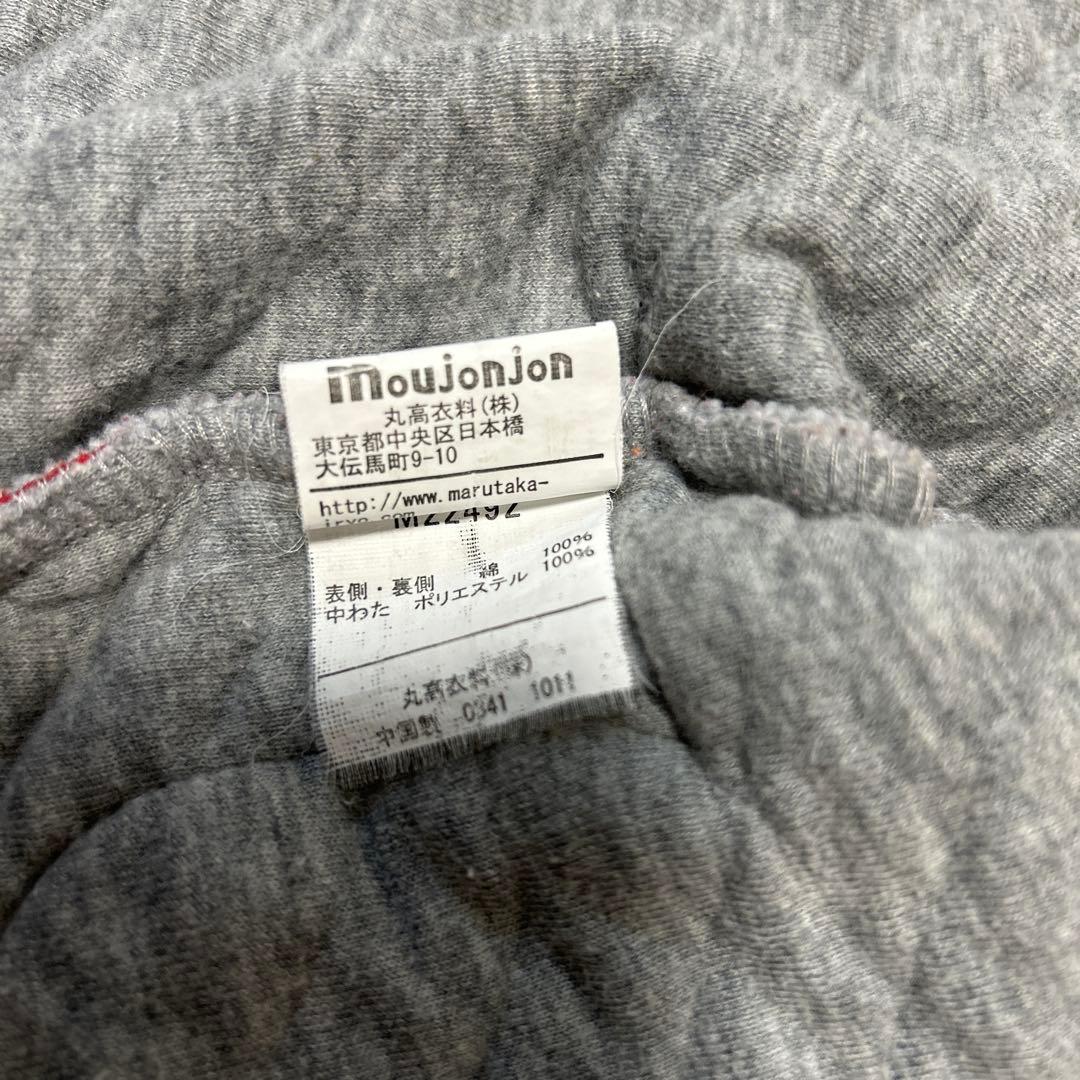 moujonjon
丸高衣料(株)
東京都中央区日本橋
大伝馬町9-10
http://www.marutaka-
M22492
表側・裏側 綿 100%
中わた ポリエステル 100%
丸高衣料(株)
中国製 0341 1011